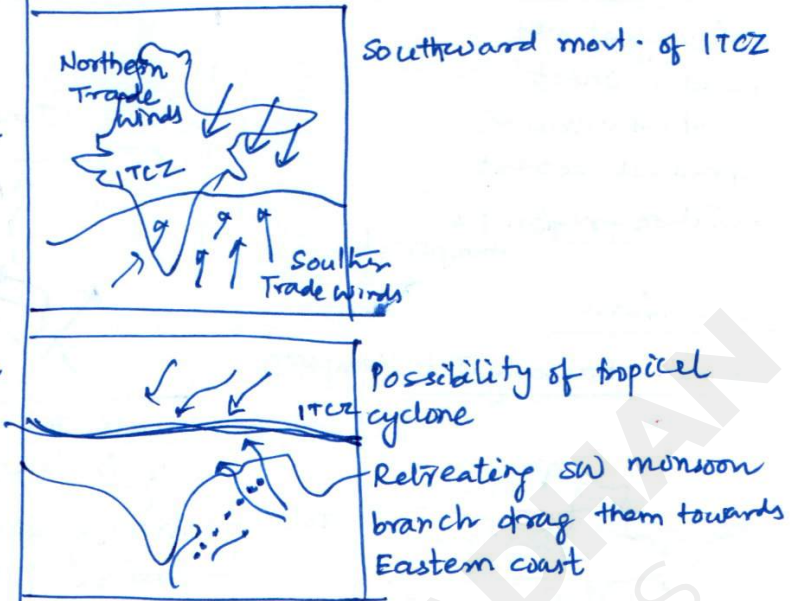 Southward movt. of ITCZ
Northern
Trade
winds
ITCZ
Southern
Trade winds
Possibility of tropical
cyclone
ITCZ
Retreating SW monsoon
branch drag them towards
Eastern coast
DHAN
S